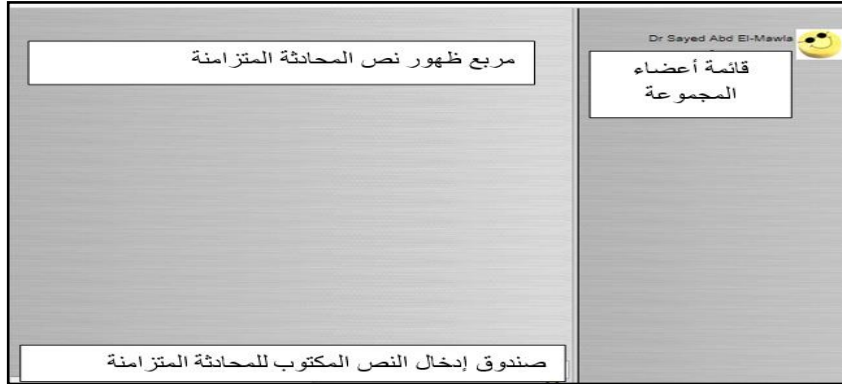 Dr Sayed Abd El-Mawla
قائمة أعضاء
المجموعة
مربع ظهور نص المحادثة المتزامنة
صندوق إدخال النص المكتوب للمحادثة المتزامنة